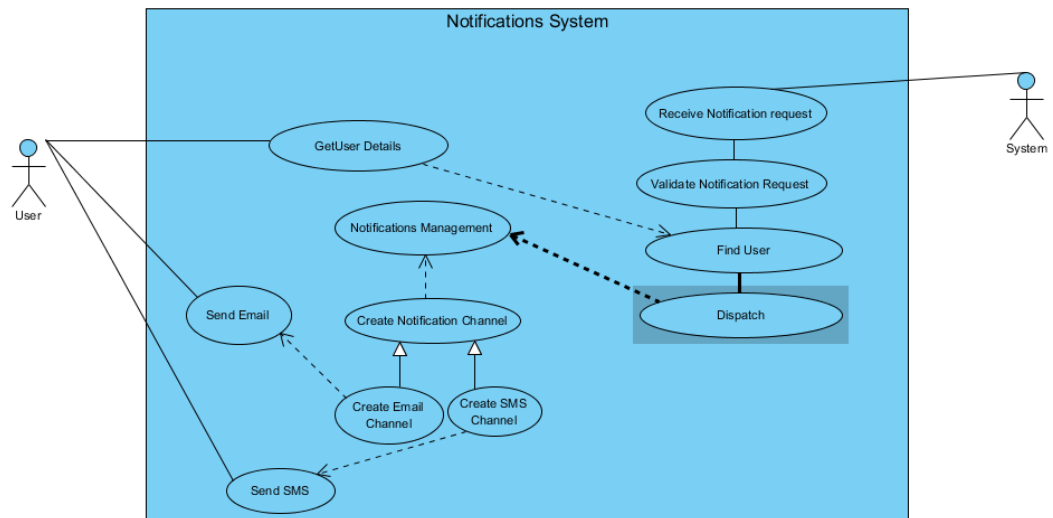 Notifications System
Receive Notification request
System
GetUser Details
User
Validate Notification Request
Notifications Management
Find User
Send Email
Create Notification Channel
Dispatch
Create Email
Channel
Create SMS
Channel
Send SMS